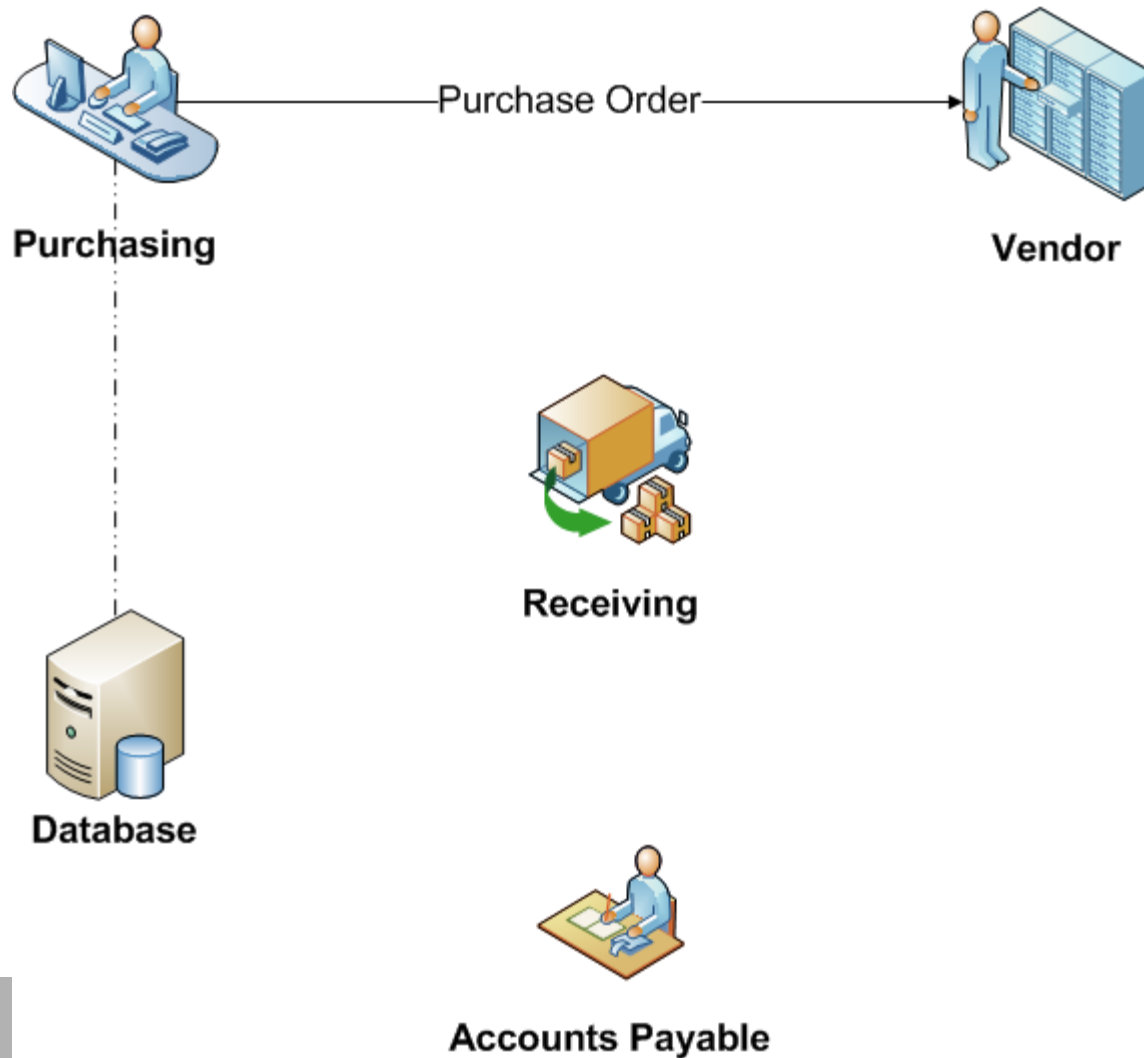 Purchase Order
Purchasing
Vendor
Receiving
Database
Accounts Payable